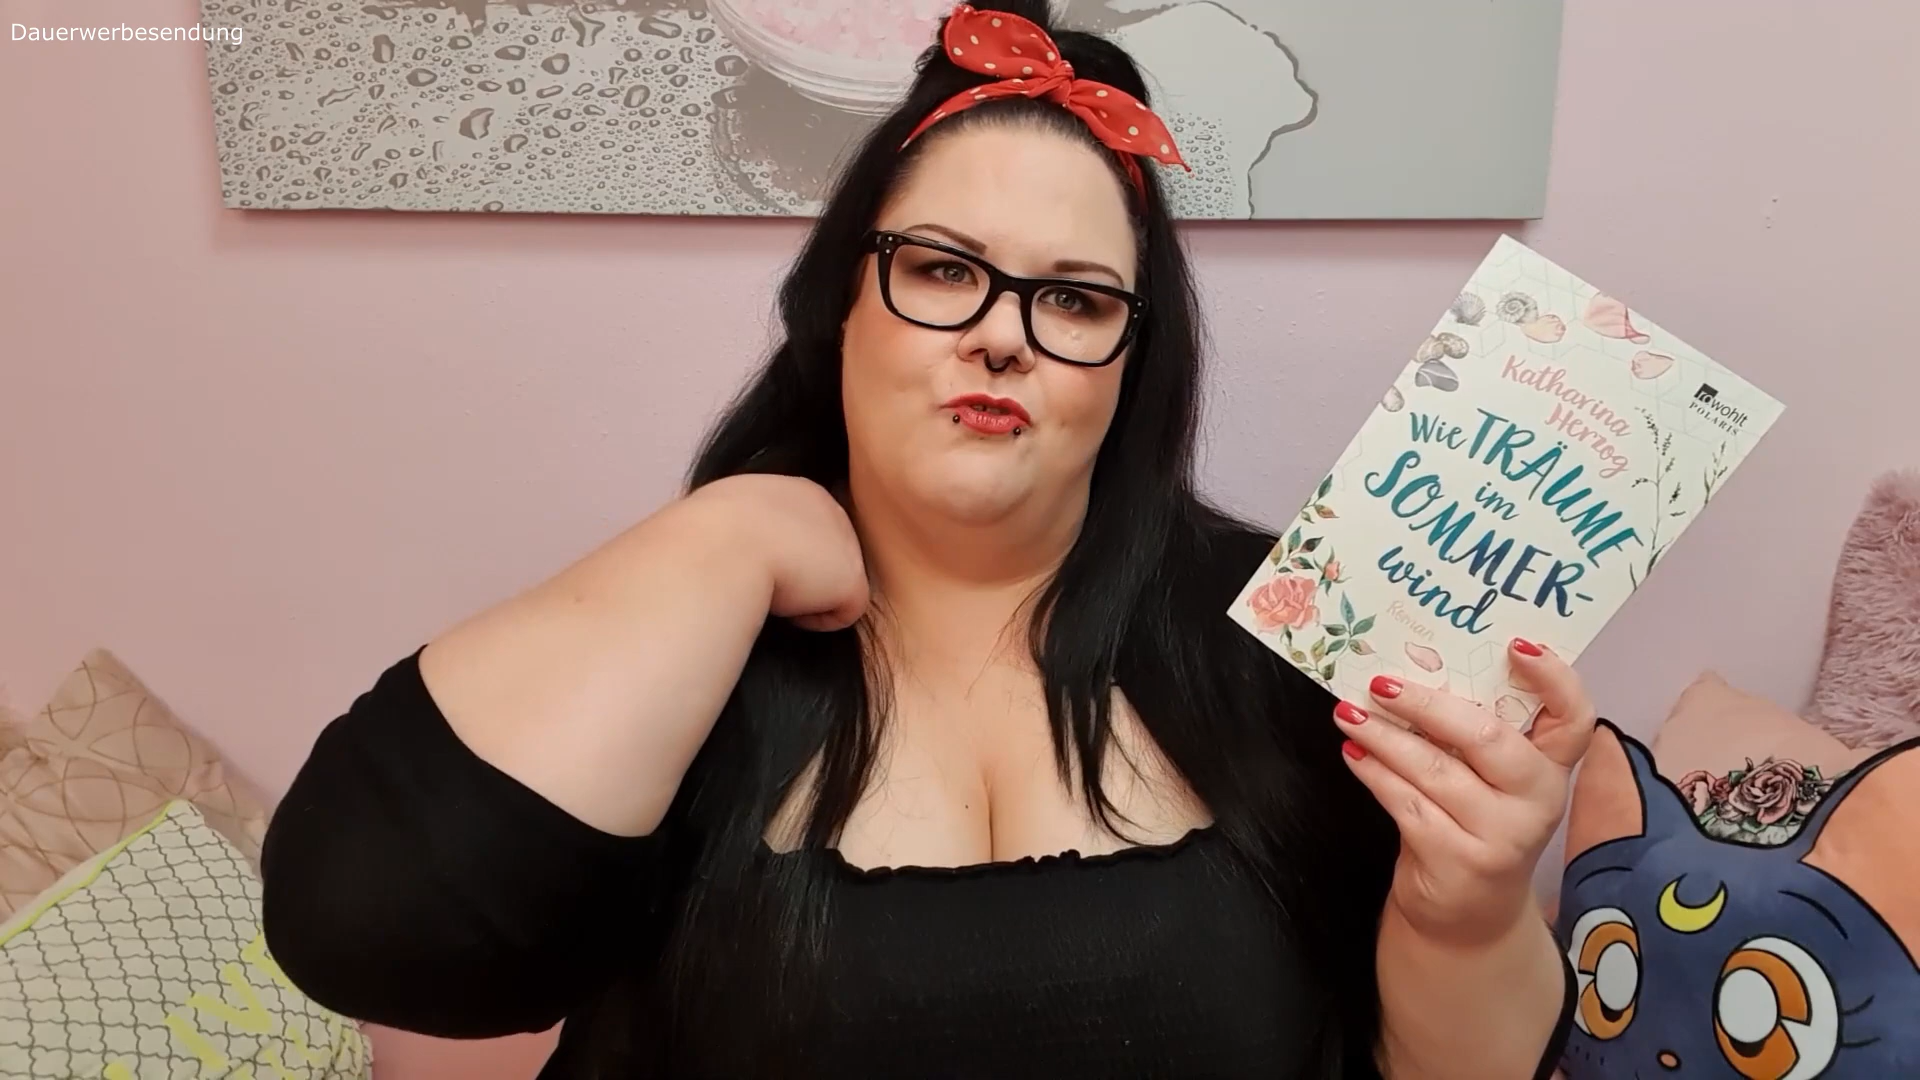 Dauerwerbesendung
Katharina
Herzog
rowohlt
POLARIS
Wie TRÄUME
im
SOMMER-
wind
Roman